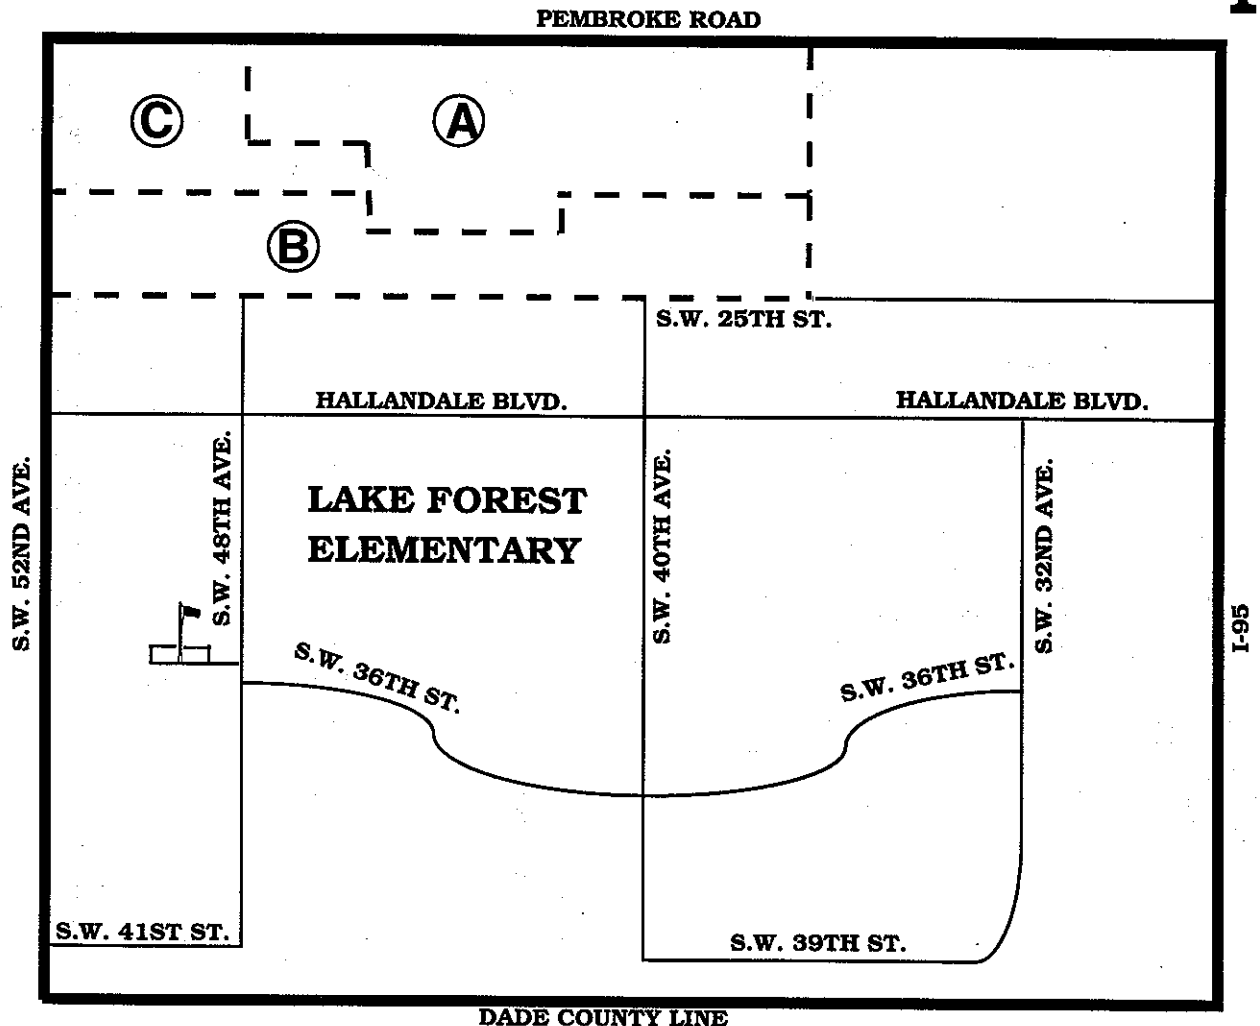 PEMBROKE ROAD
C
A
B
S.W. 25TH ST.
HALLANDALE BLVD.
HALLANDALE BLVD.
S.W. 52ND AVE.
S.W. 48TH AVE.
LAKE FOREST
ELEMENTARY
S.W. 40TH AVE.
S.W. 32ND AVE.
I-95
S.W. 36TH ST.
S.W. 36TH ST.
S.W. 41ST ST.
S.W. 39TH ST.
DADE COUNTY LINE